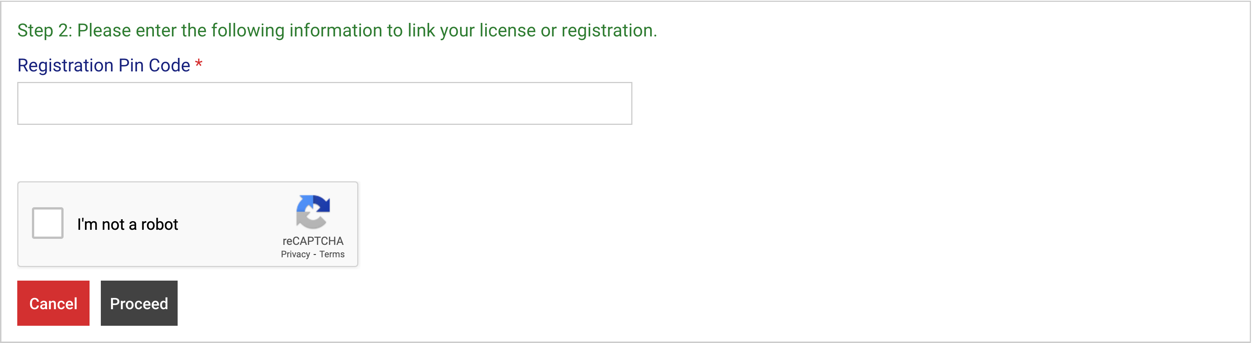 Step 2: Please enter the following information to link your license or registration.
Registration Pin Code *
I'm not a robot
reCAPTCHA
Privacy - Terms
Cancel Proceed